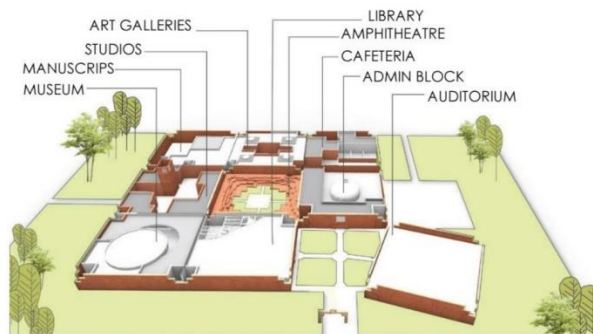 LIBRARY
ART GALLERIES
AMPHITHEATRE
STUDIOS
CAFETERIA
MANUSCRIPS
ADMIN BLOCK
MUSEUM
AUDITORIUM